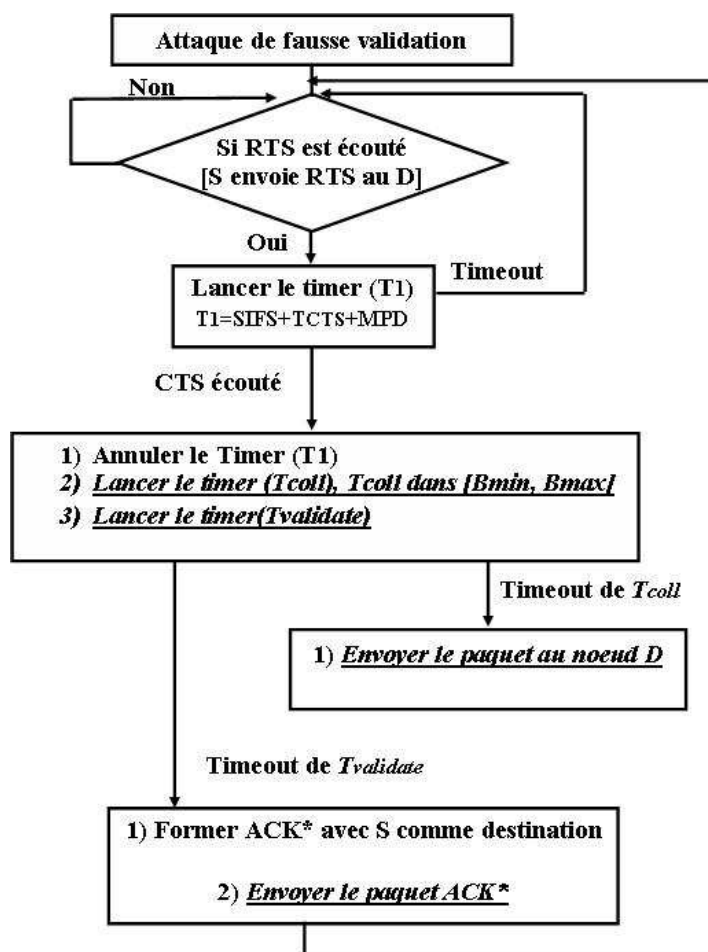 Attaque de fausse validation
Non
Si RTS est écouté
[S envoie RTS au D]
Oui
Timeout
Lancer le timer (T1)
T1=SIFS+TCTS+MPD
CTS écouté
1) Annuler le Timer (T1)
2) Lancer le timer (Tcoll), Tcoll dans [Bmin, Bmax[
3) Lancer le timer(Tvalidate)
Timeout de Tcoll
1) Envoyer le paquet au noeud D
Timeout de Tvalidate
1) Former ACK* avec S comme destination
2) Envoyer le paquet ACK*